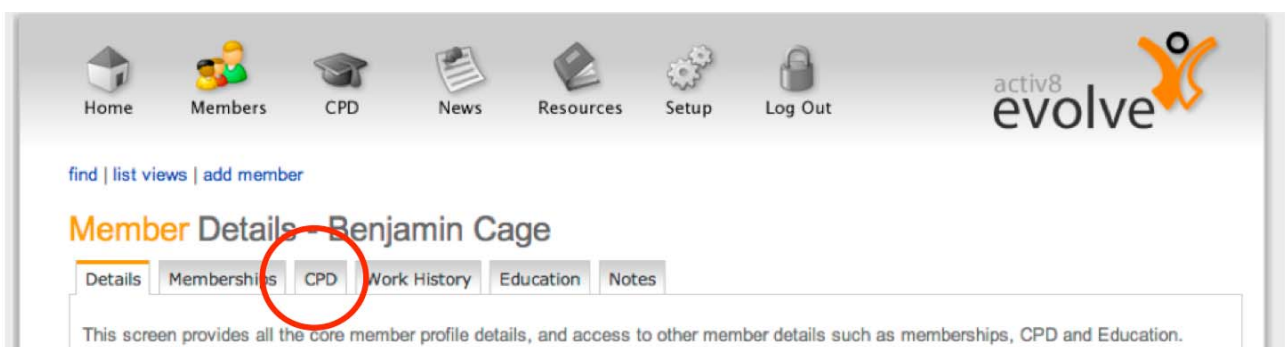 Home Members CPD News Resources Setup Log Out
activ8
evolve
find | list views | add member
Member Details - Benjamin Cage
Details Memberships CPD Work History Education Notes
This screen provides all the core member profile details, and access to other member details such as memberships, CPD and Education.